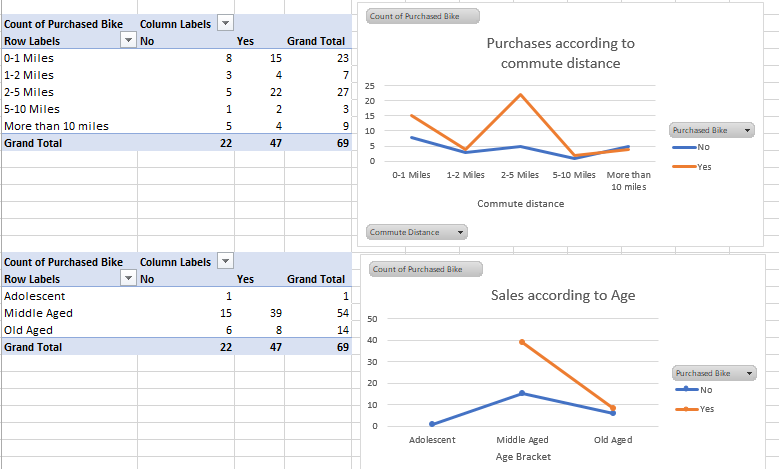 Count of Purchased Bike Column Labels
Row Labels No Yes Grand Total
0-1 Miles 8 15 23
1-2 Miles 3 4 7
2-5 Miles 5 22 27
5-10 Miles 1 2 3
More than 10 miles 5 4 9
Grand Total 22 47 69
Count of Purchased Bike
Purchases according to
commute distance
25
20
15
10
5
0
0-1 Miles 1-2 Miles 2-5 Miles 5-10 Miles More than
10 miles
Commute distance
Purchased Bike
No
Yes
Commute Distance
Count of Purchased Bike Column Labels
Row Labels No Yes Grand Total
Adolescent 1 1
Middle Aged 15 39 54
Old Aged 6 8 14
Grand Total 22 47 69
Count of Purchased Bike
Sales according to Age
50
40
30
20
10
0
Adolescent Middle Aged Old Aged
Age Bracket
Purchased Bike
No
Yes